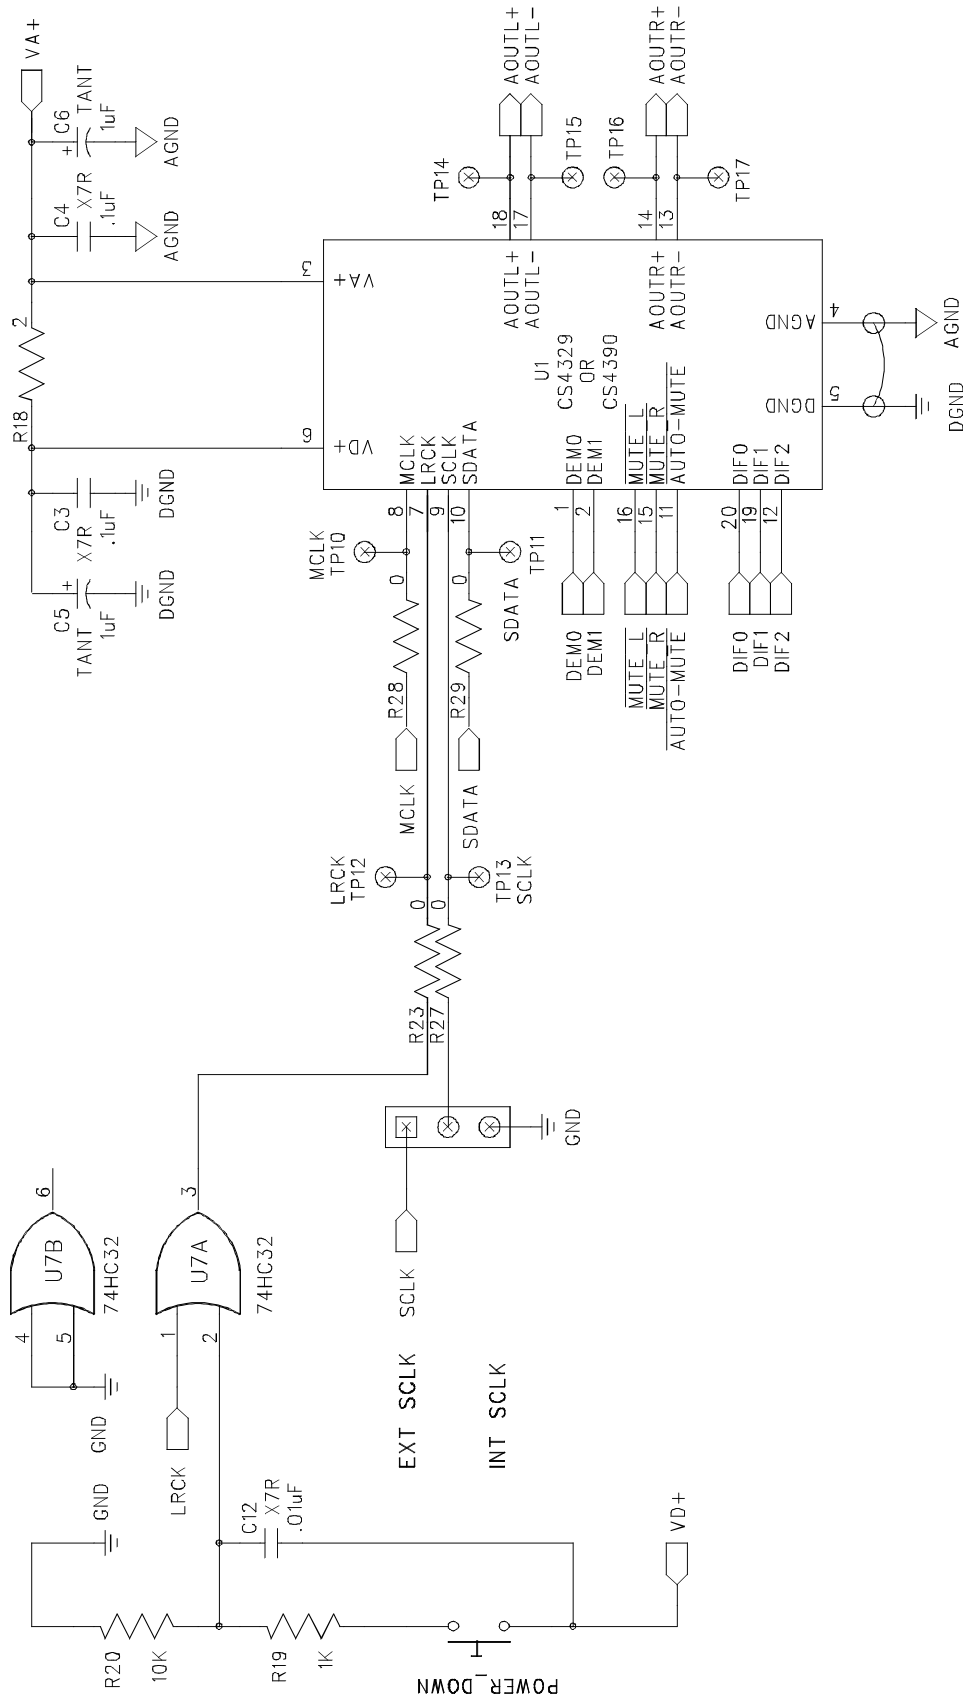 VA+
C6
+
TANT
1uF
AGND
C4
X7R
.1uF
AGND
2
R18
3
VA+
6
VD+
C3
X7R
.1uF
DGND
C5
+
TANT
1uF
DGND
TP14
18
17
AOUTL+
AOUTL-
AOUTL+
AOUTL-
TP15
TP16
14
13
AOUTR+
AOUTR-
AOUTR+
AOUTR-
TP17
U1
CS4329
OR
CS4390
AGND
4
AGND
DGND
5
DGND
MCLK
LRCK
SCLK
SDATA
8
7
9
10
MCLK
TP10
TP11
SDATA
R28
0
R29
0
MCLK
SDATA
DEM0
DEM1
1
2
DEM0
DEM1
MUTE_L
MUTE_R
AUTO-MUTE
16
15
11
MUTE_L
MUTE_R
AUTO-MUTE
DIF0
DIF1
DIF2
20
19
12
DIF0
DIF1
DIF2
LRCK
TP12
TP13
SCLK
R23
0
R27
0
GND
SCLK
EXT SCLK
INT SCLK
U7B
74HC32
4
5
6
GND
U7A
74HC32
1
2
3
LRCK
GND
R20
10K
C12
X7R
.01uF
R19
1K
POWER_DOWN
VD+